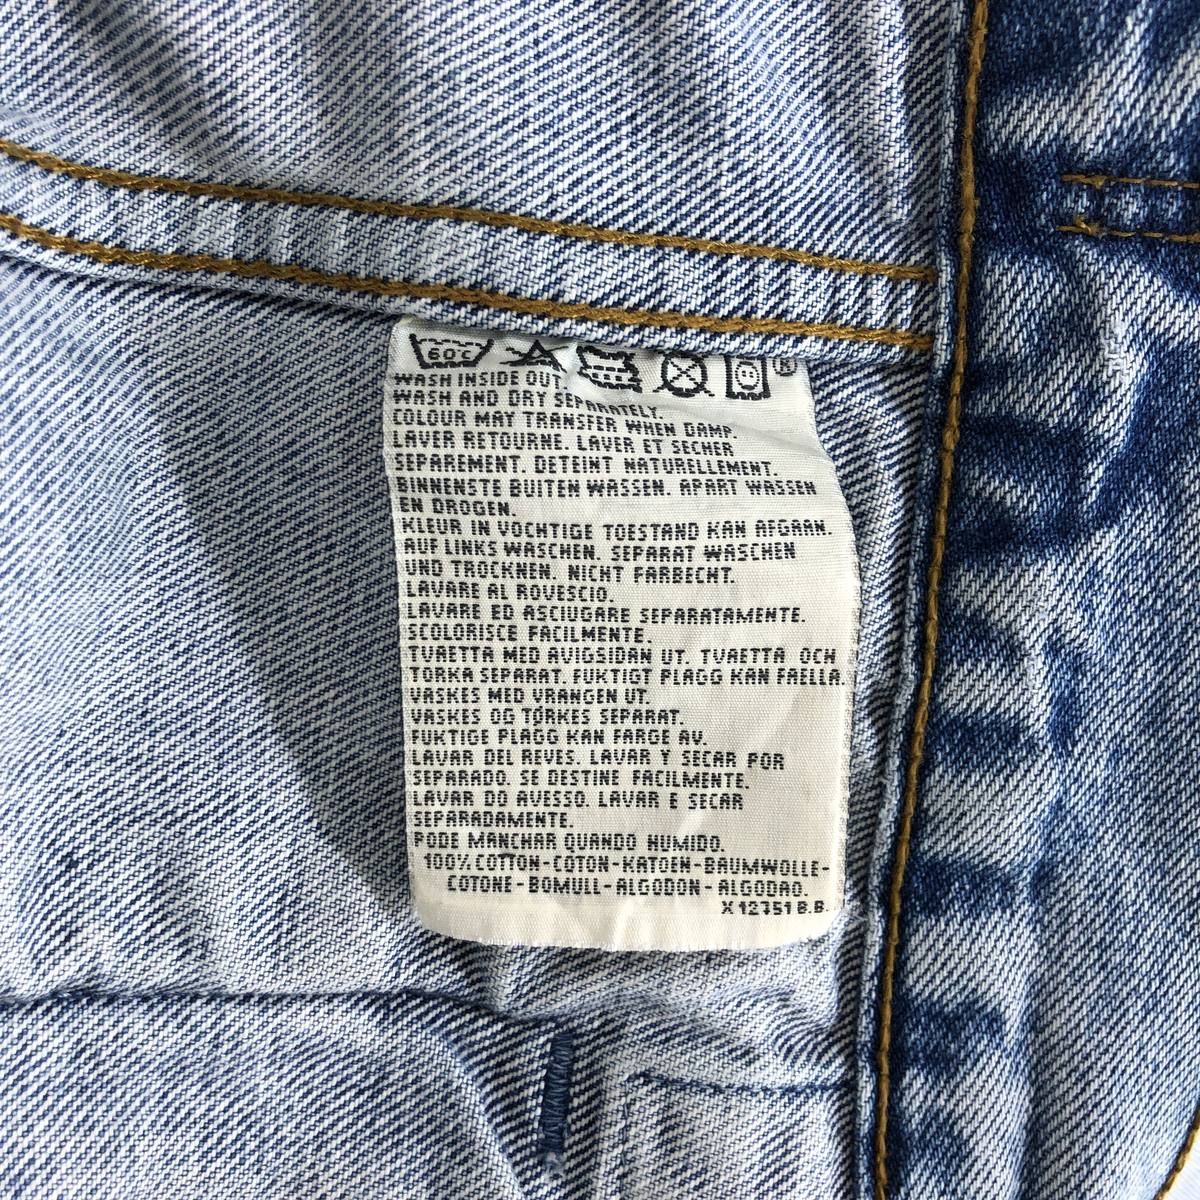 60°C ®
WASH INSIDE OUT.
WASH AND DRY SEPARATELY.
COLOUR MAY TRANSFER WHEN DAMP.
LAVER RETOURNE. LAVER ET SECHER
SEPAREMENT. DETEINT NATURELLEMENT.
BINNENSTE BUITEN WASSEN. APART WASSEN
EN DROGEN.
KLEUR IN VOCHTIGE TOESTAND KAN AFGAAN.
AUF LINKS WASCHEN. SEPARAT WASCHEN
UND TROCKNEN. NICHT FARBECHT.
LAVARE AL ROVESCIO.
LAVARE ED ASCIUGARE SEPARATAMENTE.
SCOLORISCE FACILMENTE.
TVAETTA MED AVIGSIDAN UT. TVAETTA OCH
TORKA SEPARAT. FUKTIGT PLAGG KAN FAELLA.
VASKES MED VRANGEN UT.
VASKES OG TØRKES SEPARAT.
FUKTIGE PLAGG KAN FARGE AV.
LAVAR DEL REVES. LAVAR Y SECAR POR
SEPARADO. SE DESTINE FACILMENTE.
LAVAR DO AVESSO. LAVAR E SECAR
SEPARADAMENTE.
PODE MANCHAR QUANDO HUMIDO.
100% COTTON-COTON-KATOEN-BAUMWOLLE-
COTONE-BOMULL-ALGODON-ALGODAO.
X12751 B.B.